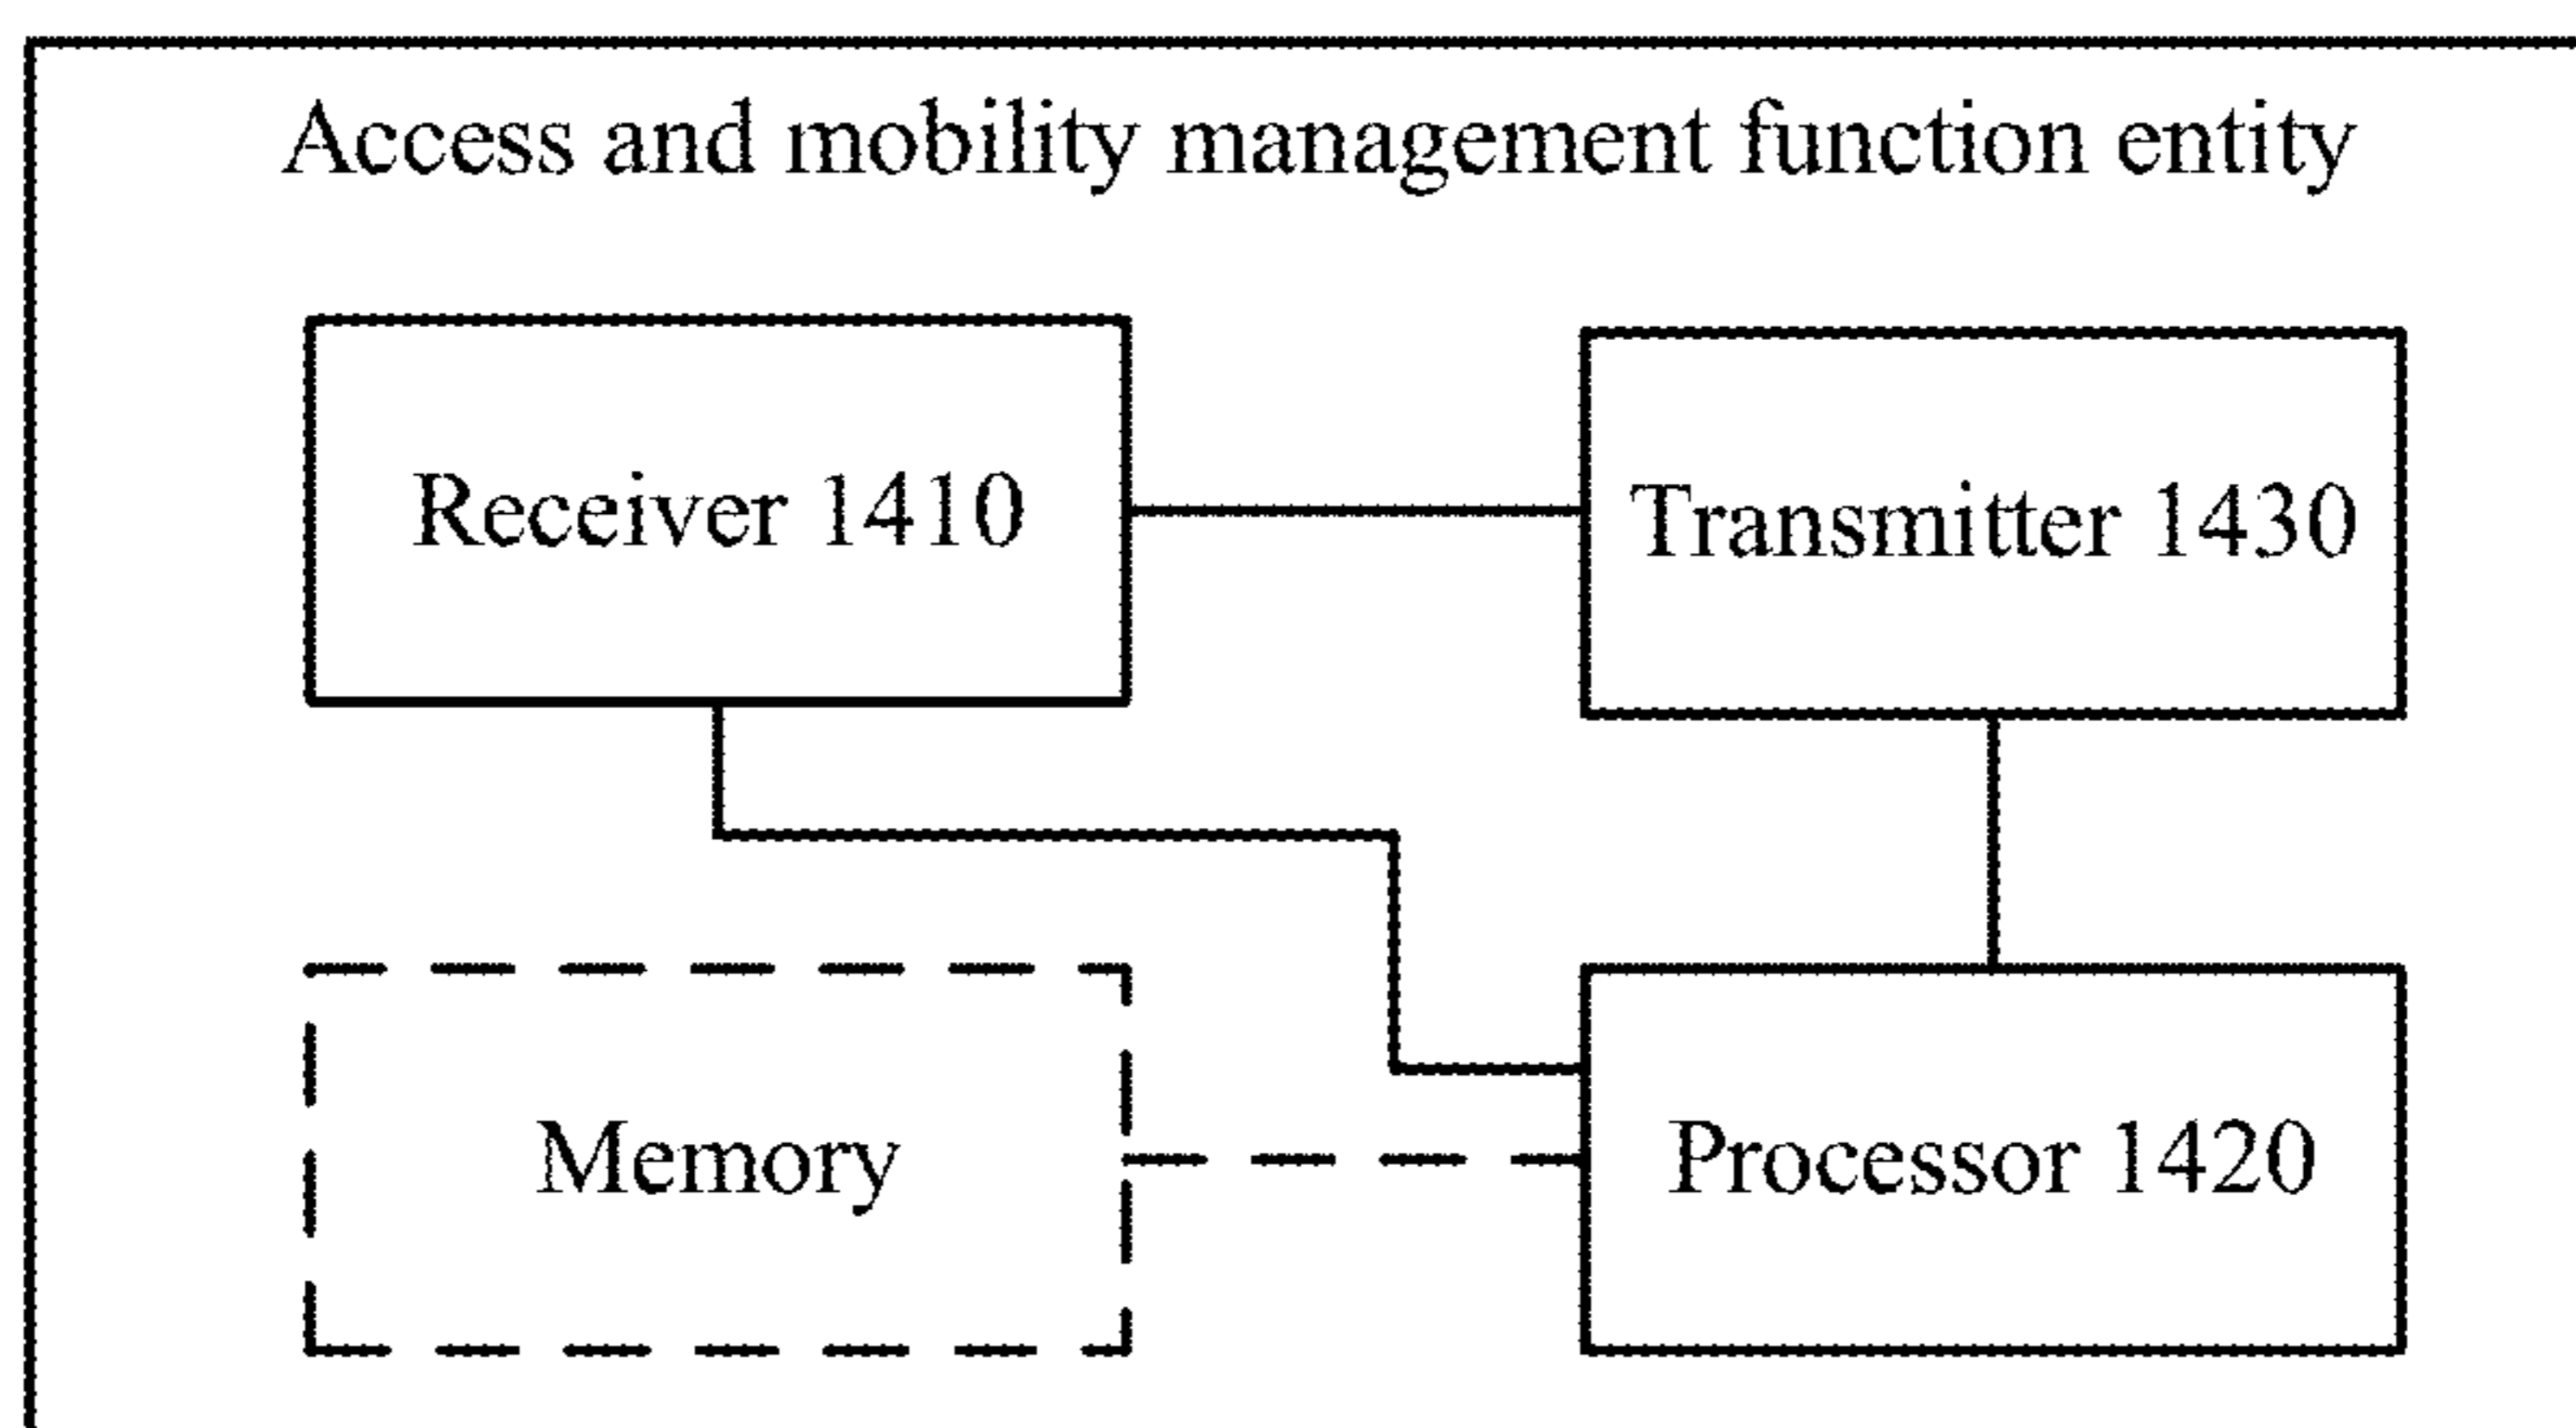 Access and mobility management function entity
Receiver 1410
Transmitter 1430
Memory
Processor 1420